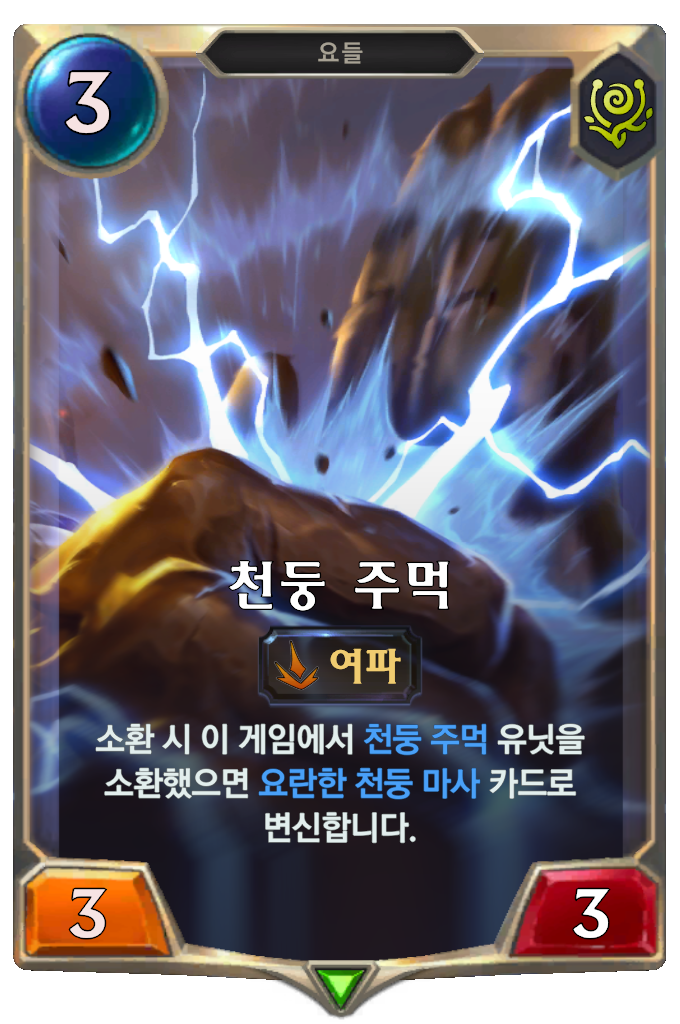 요들
3
천둥 주먹
여파
소환 시 이 게임에서 천둥 주먹 유닛을
소환했으면 요란한 천둥 마사 카드로
변신합니다.
3
3